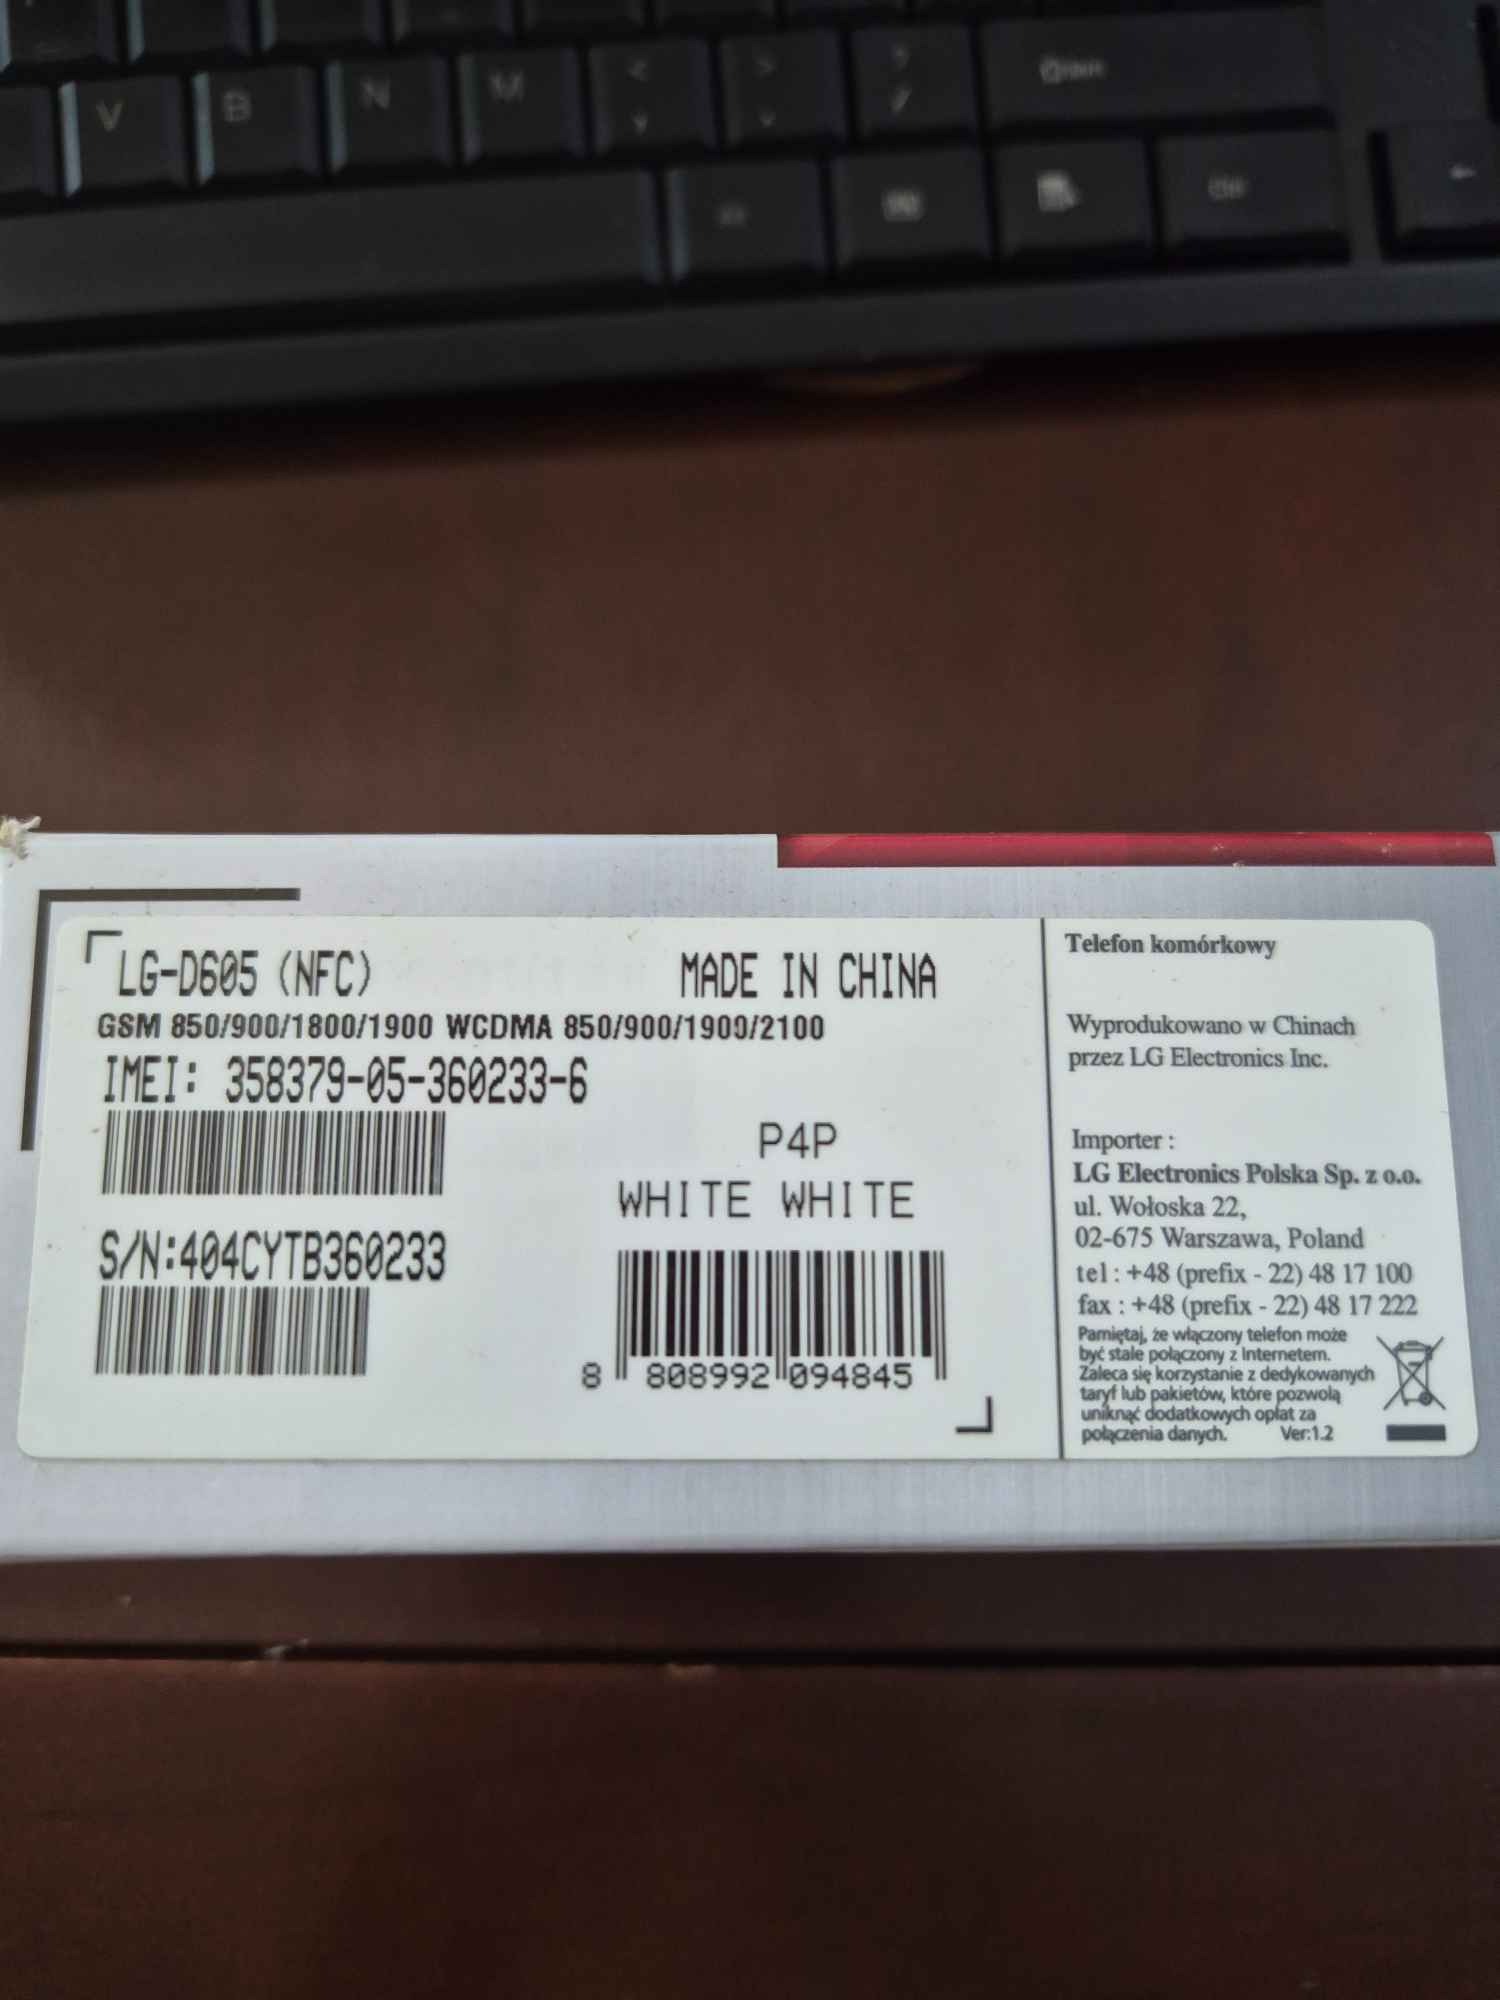 V B N M
LG-D605 (NFC) MADE IN CHINA
GSM 850/900/1800/1900 WCDMA 850/900/1900/2100
IMEI: 358379-05-360233-6
P4P
WHITE WHITE
S/N:404CYTB360233
8 808992 094845
Telefon komórkowy
Wyprodukowano w Chinach
przez LG Electronics Inc.
Importer :
LG Electronics Polska Sp. z o.o.
ul. Wołoska 22,
02-675 Warszawa, Poland
tel : +48 (prefix - 22) 48 17 100
fax : +48 (prefix - 22) 48 17 222
Pamiętaj, że włączony telefon może
być stale połączony z Internetem.
Zaleca się korzystanie z dedykowanych
taryf lub pakietów, które pozwolą
uniknąć dodatkowych opłat za
połączenia danych. Ver:1.2